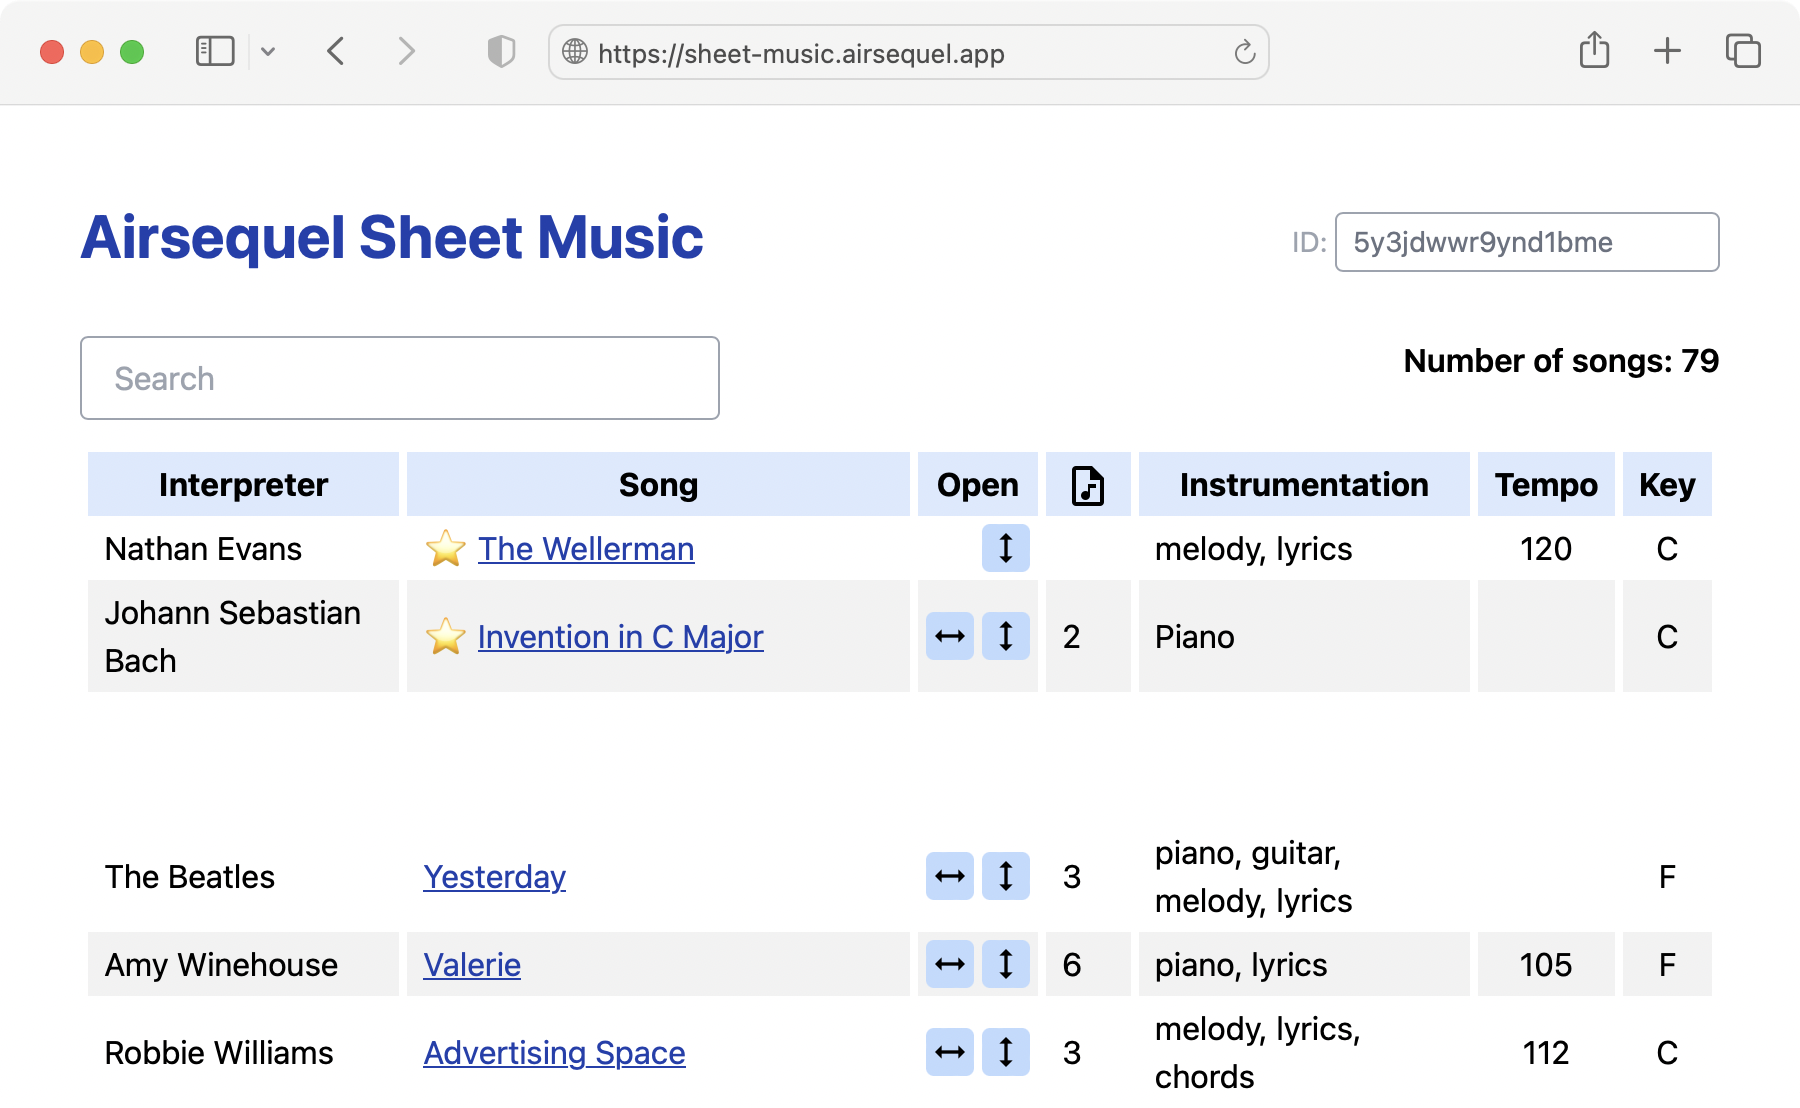 https://sheet-music.airsequel.app
Airsequel Sheet Music
ID: 5y3jdwwr9ynd1bme
Search
Number of songs: 79
Interpreter Song Open Instrumentation Tempo Key
Nathan Evans The Wellerman melody, lyrics 120 C
Johann Sebastian
Bach Invention in C Major 2 Piano C
The Beatles Yesterday 3 piano, guitar,
melody, lyrics F
Amy Winehouse Valerie 6 piano, lyrics 105 F
Robbie Williams Advertising Space 3 melody, lyrics,
chords 112 C